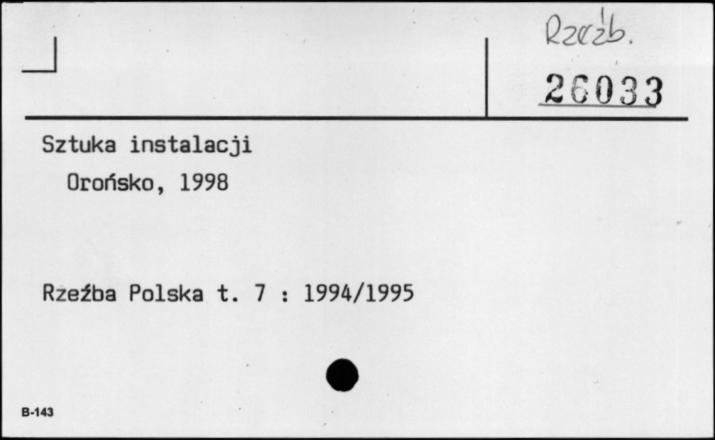 Rzeźb.
26033
Sztuka instalacji
Orońsko, 1998
Rzeźba Polska t. 7 : 1994/1995
B-143